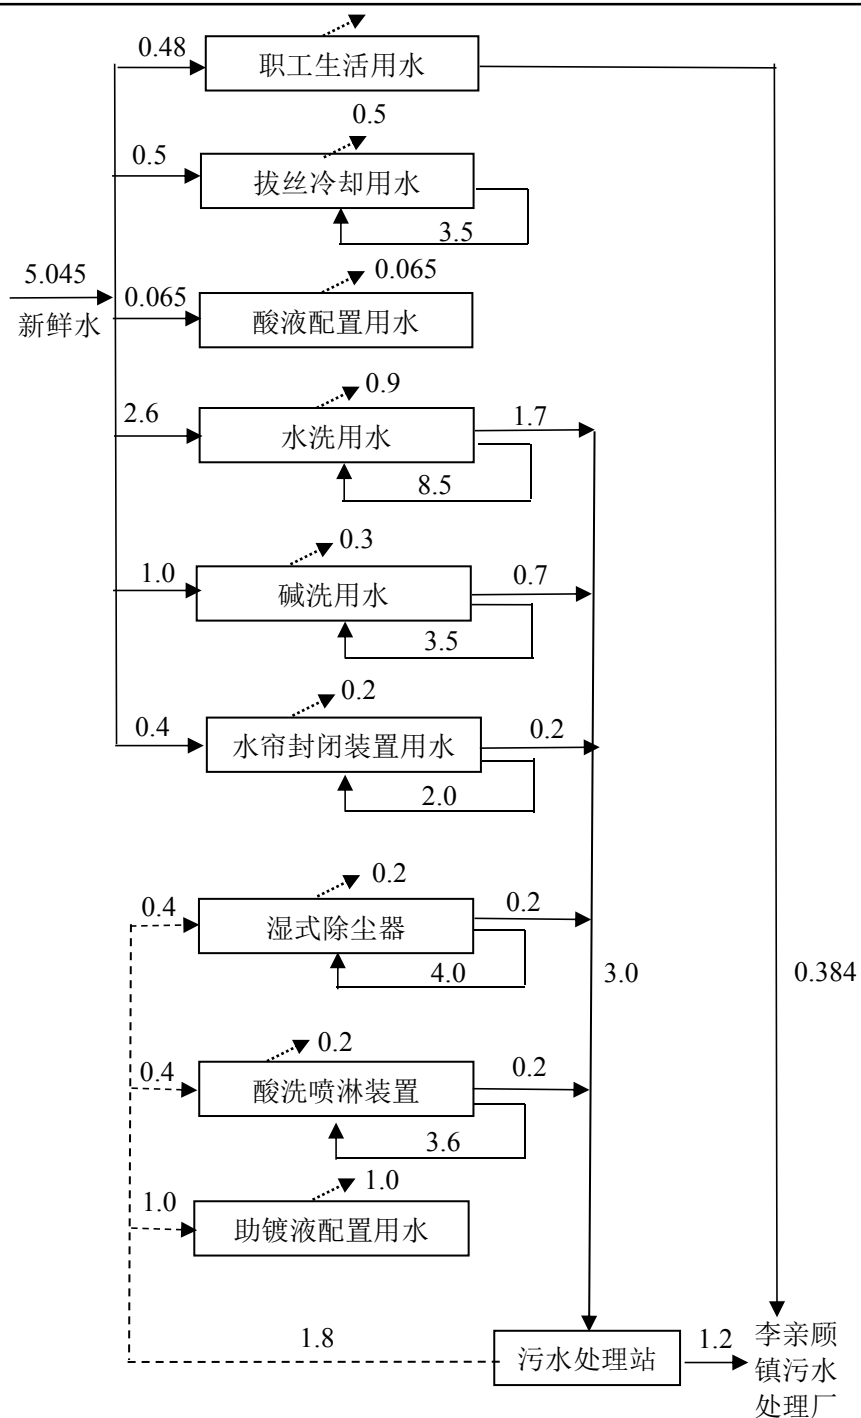 0.48
职工生活用水
0.5
0.5
拔丝冷却用水
3.5
5.045
新鲜水
0.065
0.065
酸液配置用水
0.9
2.6
水洗用水
1.7
8.5
0.3
1.0
碱洗用水
0.7
3.5
0.2
0.4
水帘封闭装置用水
0.2
2.0
0.2
0.4
湿式除尘器
0.2
4.0
3.0
0.384
0.2
0.4
酸洗喷淋装置
0.2
3.6
1.0
1.0
助镀液配置用水
1.8
污水处理站
1.2
李亲顾
镇污水
处理厂